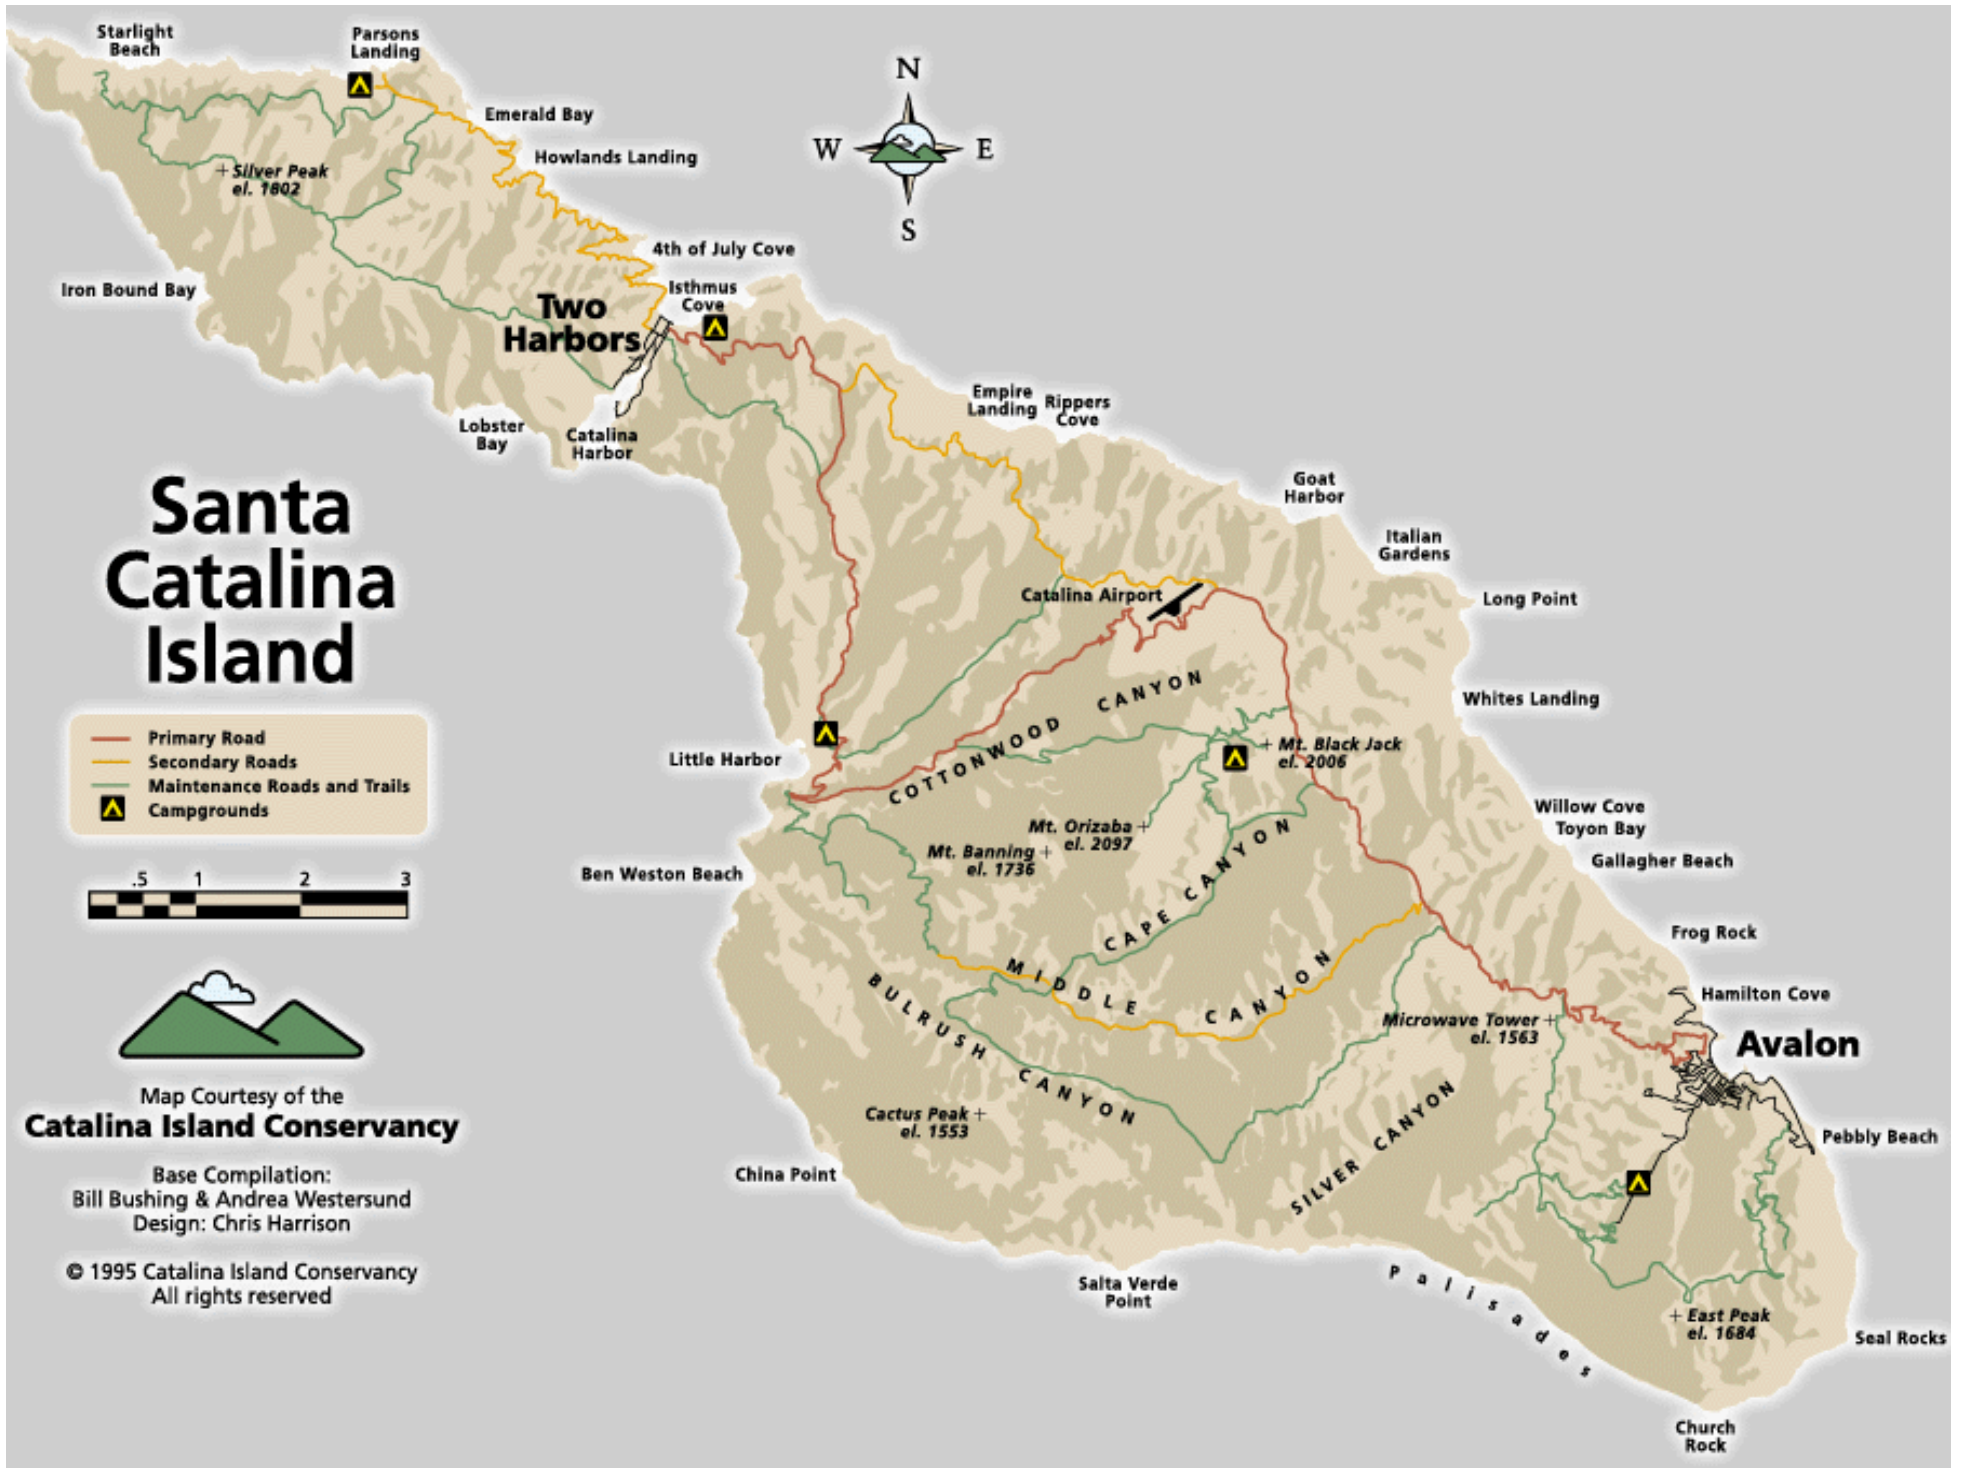 Starlight
Beach
Parsons
Landing
Emerald Bay
Howlands Landing
N
W
E
S
Silver Peak
el. 1802
4th of July Cove
Iron Bound Bay
Isthmus
Cove
Two
Harbors
Empire
Landing
Rippers
Cove
Lobster
Bay
Catalina
Harbor
Goat
Harbor
Italian
Gardens
Santa
Catalina
Island
Catalina Airport
Long Point
Whites Landing
COTTONWOOD CANYON
Primary Road
Secondary Roads
Maintenance Roads and Trails
Campgrounds
Little Harbor
Mt. Black Jack
el. 2006
Willow Cove
Toyon Bay
Mt. Orizaba
el. 2097
Mt. Banning
el. 1736
Gallagher Beach
Ben Weston Beach
.5 1 2 3
CAPE CANYON
Frog Rock
MIDDLE CANYON
BULRUSH CANYON
Hamilton Cove
Microwave Tower
el. 1563
Avalon
Map Courtesy of the
Catalina Island Conservancy
Cactus Peak
el. 1553
SILVER CANYON
Pebbly Beach
China Point
Base Compilation:
Bill Bushing & Andrea Westersund
Design: Chris Harrison
© 1995 Catalina Island Conservancy
All rights reserved
Salta Verde
Point
Palisades
East Peak
el. 1684
Seal Rocks
Church
Rock